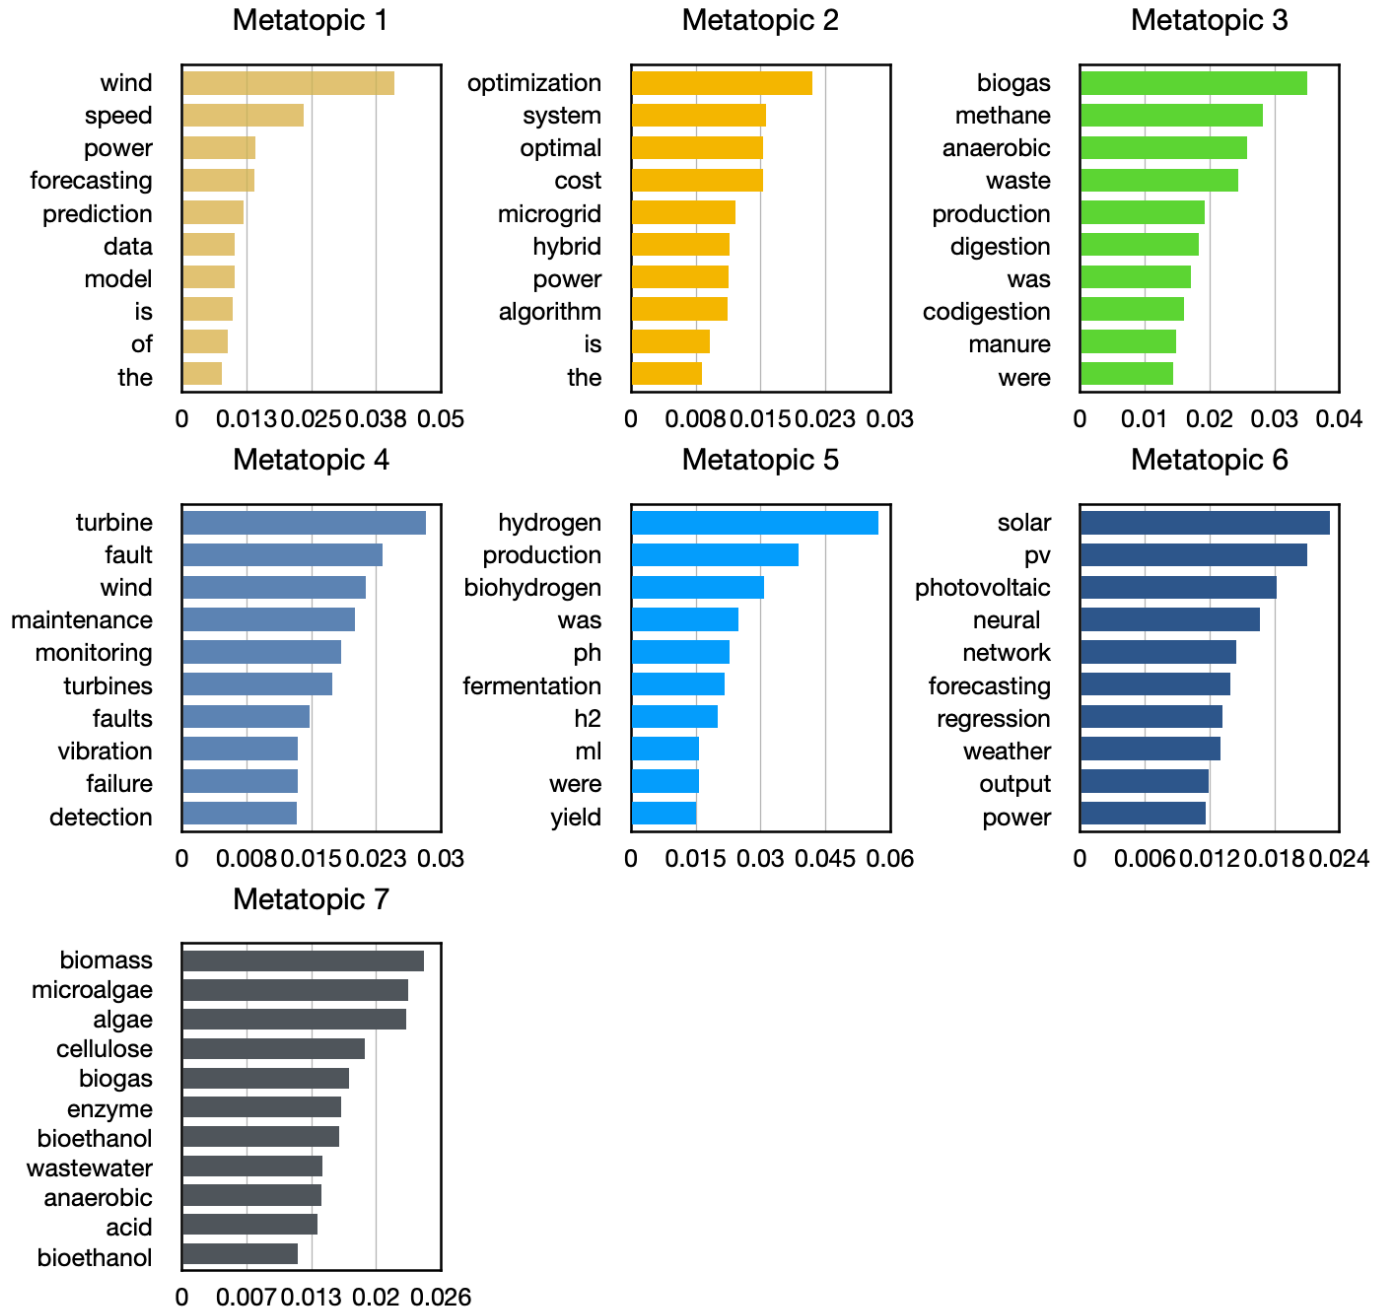 Metatopic 1
wind
speed
power
forecasting
prediction
data
model
is
of
the
0 0.013 0.025 0.038 0.05
Metatopic 2
optimization
system
optimal
cost
microgrid
hybrid
power
algorithm
is
the
0 0.008 0.015 0.023 0.03
Metatopic 3
biogas
methane
anaerobic
waste
production
digestion
was
codigestion
manure
were
0 0.01 0.02 0.03 0.04
Metatopic 4
turbine
fault
wind
maintenance
monitoring
turbines
faults
vibration
failure
detection
0 0.008 0.015 0.023 0.03
Metatopic 5
hydrogen
production
biohydrogen
was
ph
fermentation
h2
ml
were
yield
0 0.015 0.03 0.045 0.06
Metatopic 6
solar
pv
photovoltaic
neural
network
forecasting
regression
weather
output
power
0 0.006 0.012 0.018 0.024
Metatopic 7
biomass
microalgae
algae
cellulose
biogas
enzyme
bioethanol
wastewater
anaerobic
acid
bioethanol
0 0.007 0.013 0.02 0.026